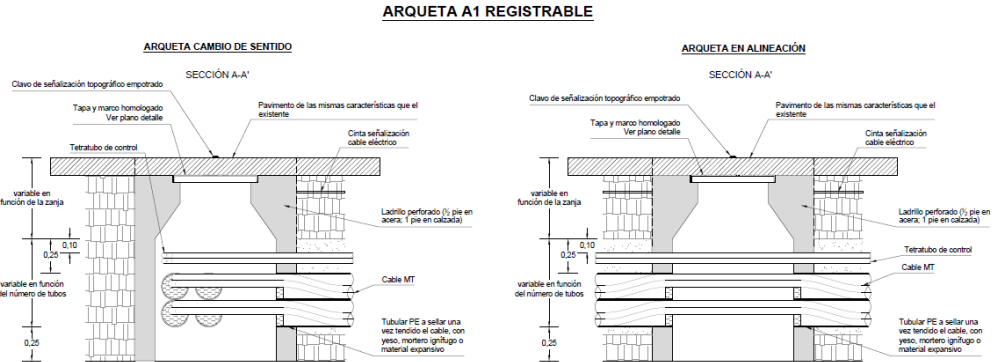 ARQUETA A1 REGISTRABLE
ARQUETA CAMBIO DE SENTIDO
SECCIÓN A-A'
Clavo de señalización topográfico empotrado
Tapa y marco homologado
Ver plano detalle
Pavimento de las mismas características que el
existente
Tetratubo de control
Cinta señalización
cable eléctrico
variable en
función de la zanja
Ladrillo perforado (½ pie en
acera; 1 pie en calzada)
0,10
0,25
Cable MT
variable en función
del número de tubos
Tubular PE a sellar una
vez tendido el cable, con
yeso, mortero ignífugo o
material expansivo
0,25
ARQUETA EN ALINEACIÓN
SECCIÓN A-A'
Clavo de señalización topográfico empotrado
Pavimento de las mismas características que el
existente
Tapa y marco homologado
Ver plano detalle
Cinta señalización
cable eléctrico
variable en
función de la zanja
Ladrillo perforado (½ pie en
acera; 1 pie en calzada)
0,10
0,25
Tetratubo de control
Cable MT
variable en función
del número de tubos
Tubular PE a sellar una
vez tendido el cable, con
yeso, mortero ignífugo o
material expansivo
0,25